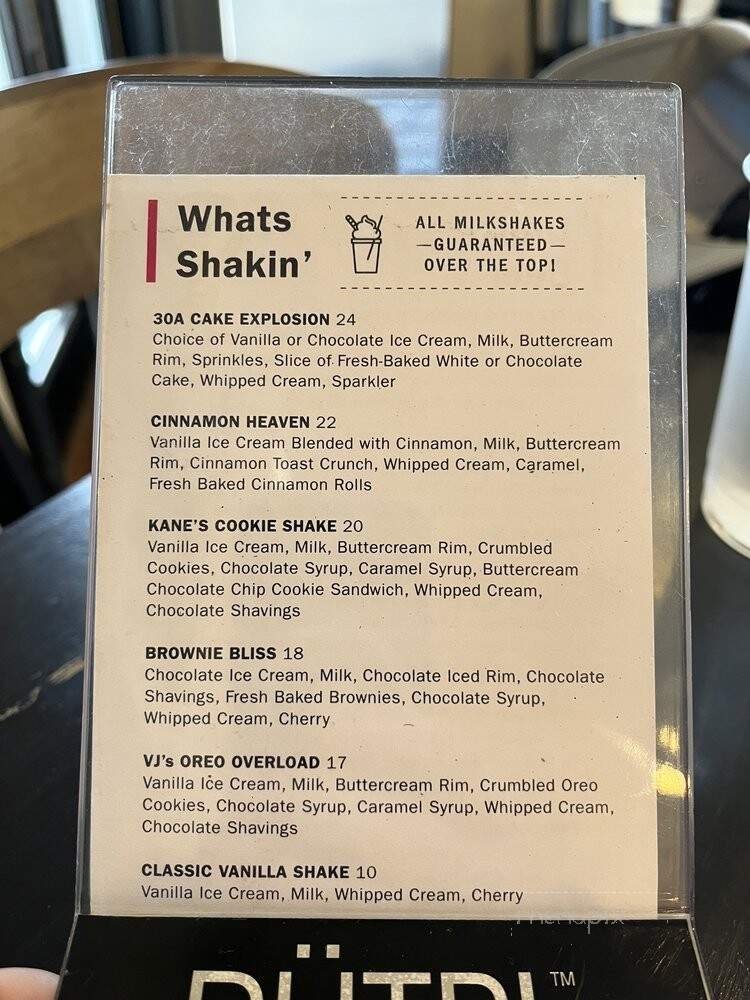 Whats
Shakin'
ALL MILKSHAKES
—GUARANTEED—
OVER THE TOP!
30A CAKE EXPLOSION 24
Choice of Vanilla or Chocolate Ice Cream, Milk, Buttercream
Rim, Sprinkles, Slice of Fresh-Baked White or Chocolate
Cake, Whipped Cream, Sparkler
CINNAMON HEAVEN 22
Vanilla Ice Cream Blended with Cinnamon, Milk, Buttercream
Rim, Cinnamon Toast Crunch, Whipped Cream, Caramel,
Fresh Baked Cinnamon Rolls
KANE'S COOKIE SHAKE 20
Vanilla Ice Cream, Milk, Buttercream Rim, Crumbled
Cookies, Chocolate Syrup, Caramel Syrup, Buttercream
Chocolate Chip Cookie Sandwich, Whipped Cream,
Chocolate Shavings
BROWNIE BLISS 18
Chocolate Ice Cream, Milk, Chocolate Iced Rim, Chocolate
Shavings, Fresh Baked Brownies, Chocolate Syrup,
Whipped Cream, Cherry
VJ's OREO OVERLOAD 17
Vanilla Ice Cream, Milk, Buttercream Rim, Crumbled Oreo
Cookies, Chocolate Syrup, Caramel Syrup, Whipped Cream,
Chocolate Shavings
CLASSIC VANILLA SHAKE 10
Vanilla Ice Cream, Milk, Whipped Cream, Cherry
menupix